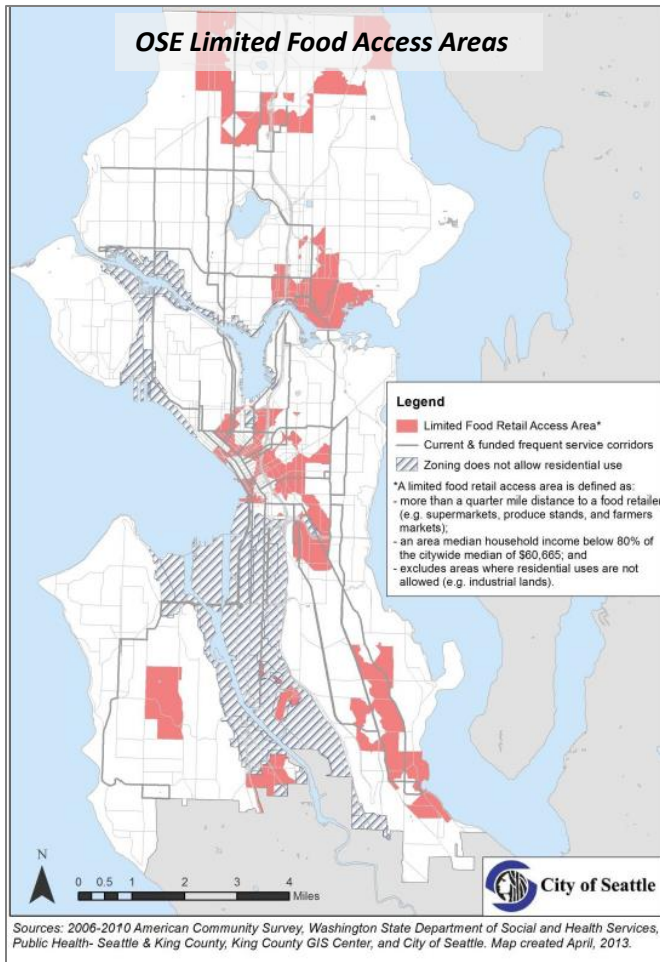 OSE Limited Food Access Areas
Legend
Limited Food Retail Access Area*
Current & funded frequent service corridors
Zoning does not allow residential use
*A limited food retail access area is defined as:
- more than a quarter mile distance to a food retailer
(e.g. supermarkets, produce stands, and farmers
markets);
- an area median household income below 80% of
the citywide median of $60,665; and
- excludes areas where residential uses are not
allowed (e.g. industrial lands).
N
0 0.5 1 2 3 4
Miles
City of Seattle
Sources: 2006-2010 American Community Survey, Washington State Department of Social and Health Services,
Public Health- Seattle & King County, King County GIS Center, and City of Seattle. Map created April, 2013.